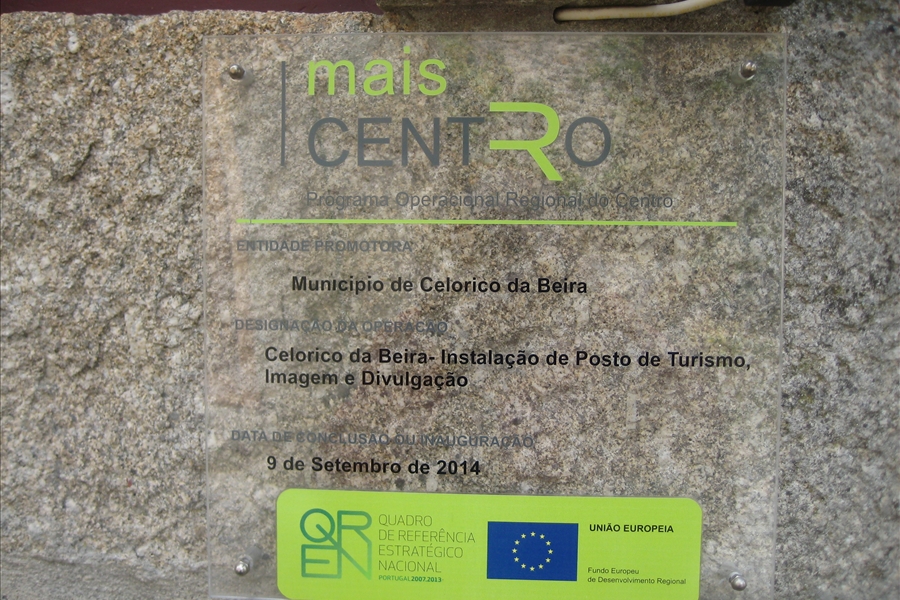 mais
CENTRO
Programa Operacional Regional do Centro
ENTIDADE PROMOTORA
Município de Celorico da Beira
DESIGNAÇÃO DA OPERAÇÃO
Celorico da Beira- Instalação de Posto de Turismo,
Imagem e Divulgação
DATA DE CONCLUSÃO OU INAUGURAÇÃO
9 de Setembro de 2014
QREN
QUADRO
DE REFERÊNCIA
ESTRATÉGICO
NACIONAL
PORTUGAL2007.2013
UNIÃO EUROPEIA
Fundo Europeu
de Desenvolvimento Regional